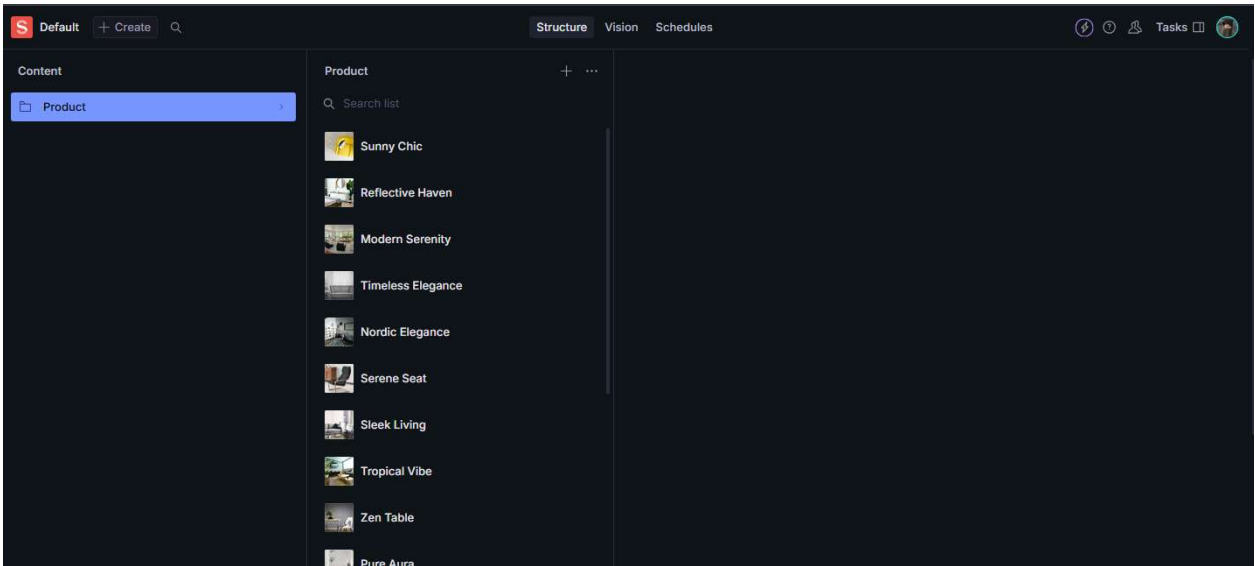 S Default + Create Structure Vision Schedules Tasks
Content
Product
Product
Search list
Sunny Chic
Reflective Haven
Modern Serenity
Timeless Elegance
Nordic Elegance
Serene Seat
Sleek Living
Tropical Vibe
Zen Table
Pure Aura